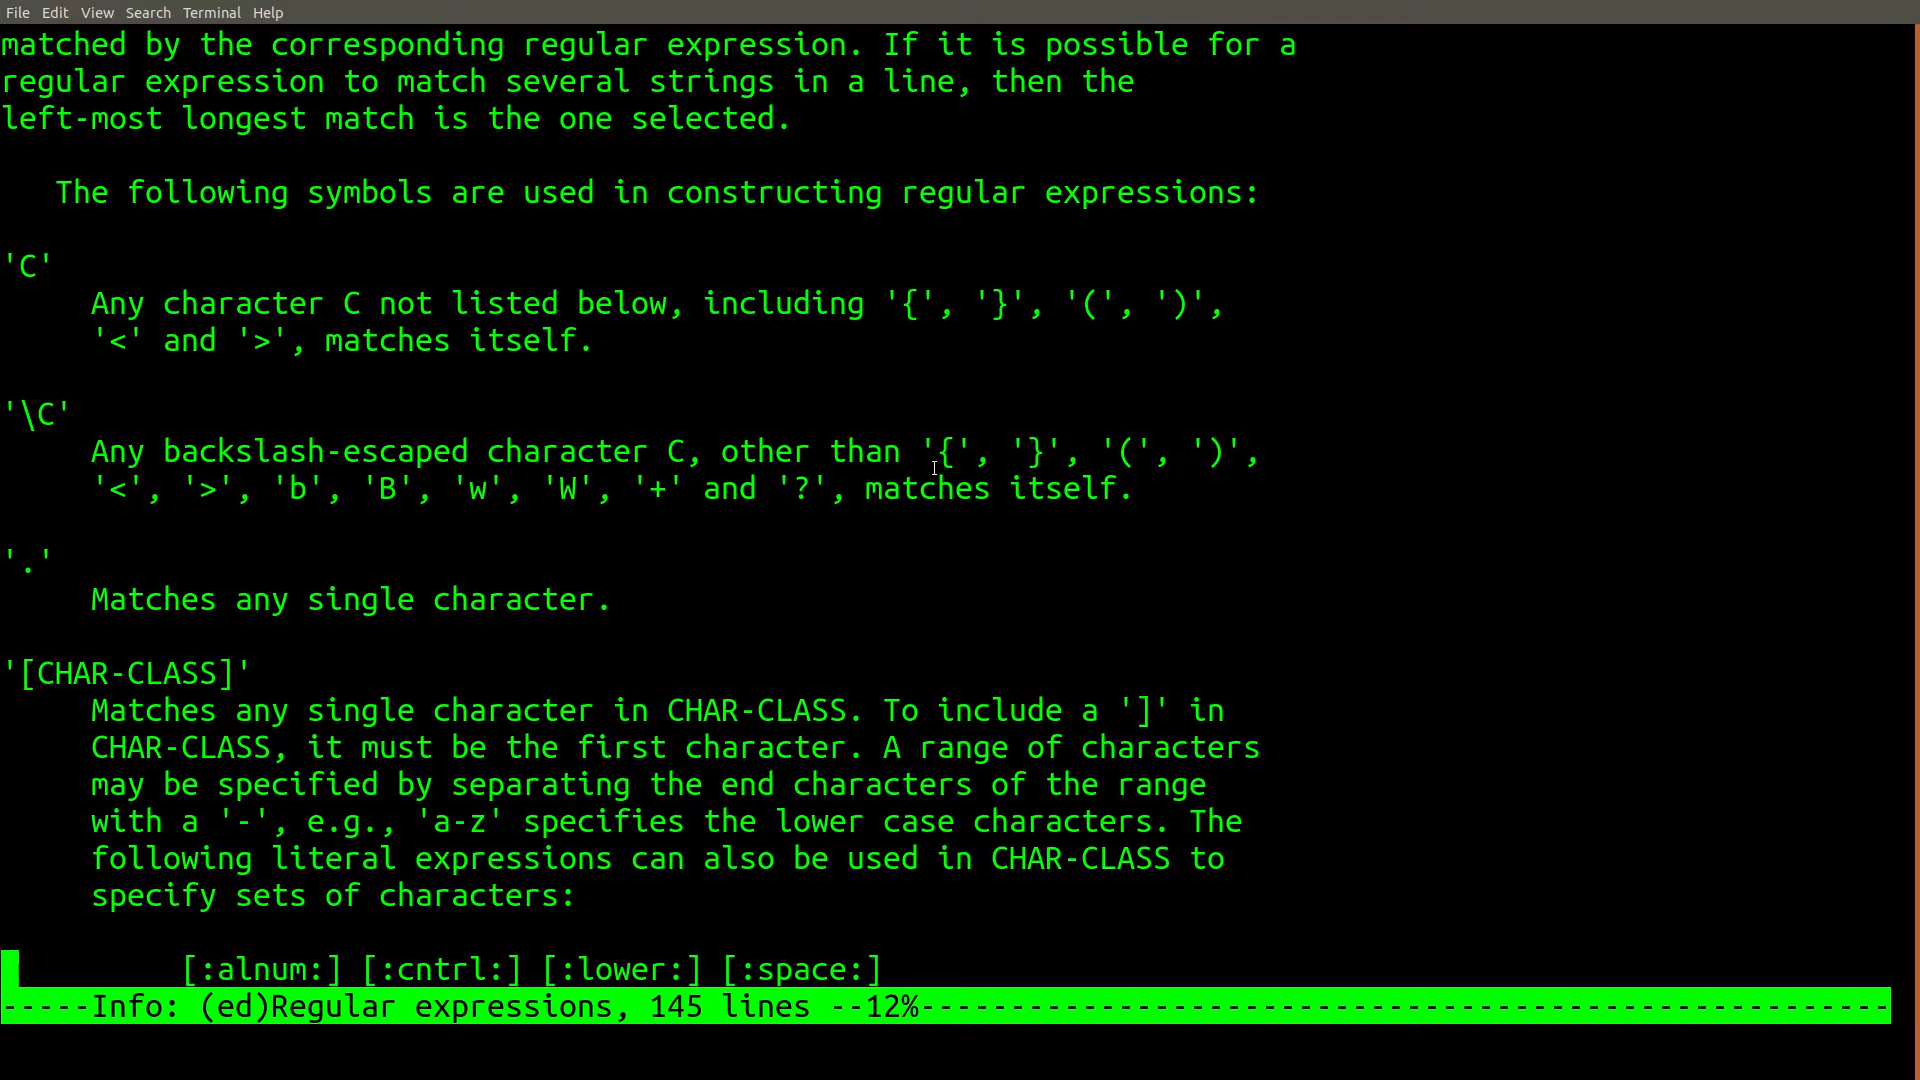 File Edit View Search Terminal Help
matched by the corresponding regular expression. If it is possible for a
regular expression to match several strings in a line, then the
left-most longest match is the one selected.
The following symbols are used in constructing regular expressions:
'C'
Any character C not listed below, including '{', '}', '(', ')',
'<' and '>', matches itself.
'\C'
Any backslash-escaped character C, other than '{', '}', '(', ')',
'<', '>', 'b', 'B', 'w', 'W', '+' and '?', matches itself.
'.'
Matches any single character.
'[CHAR-CLASS]'
Matches any single character in CHAR-CLASS. To include a ']' in
CHAR-CLASS, it must be the first character. A range of characters
may be specified by separating the end characters of the range
with a '-', e.g., 'a-z' specifies the lower case characters. The
following literal expressions can also be used in CHAR-CLASS to
specify sets of characters:
[:alnum:] [:cntrl:] [:lower:] [:space:]
-----Info: (ed)Regular expressions, 145 lines --12%------------------------------------------------------